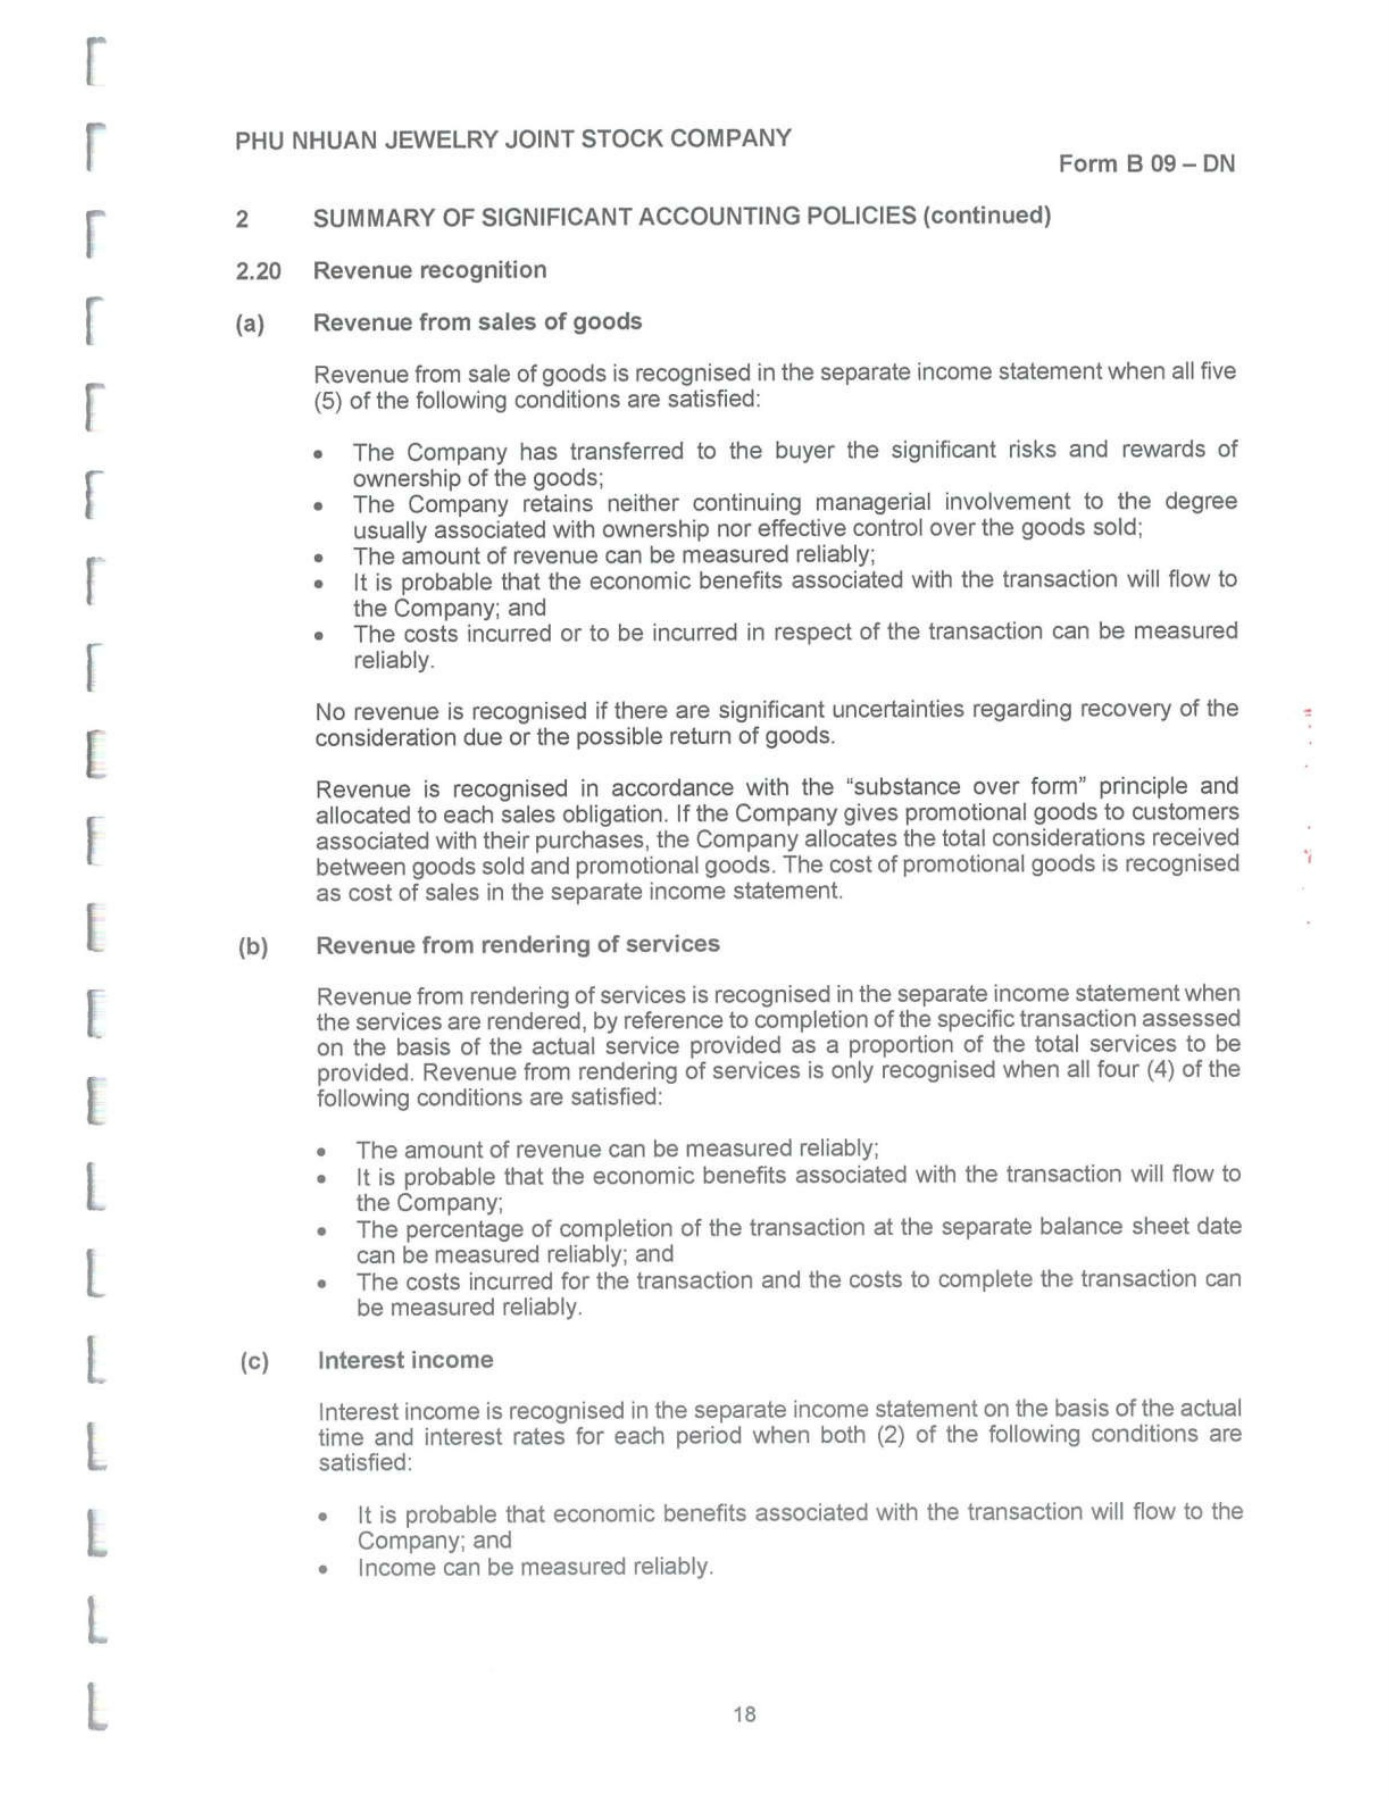 PHU NHUAN JEWELRY JOINT STOCK COMPANY
Form B 09 – DN
2 SUMMARY OF SIGNIFICANT ACCOUNTING POLICIES (continued)
2.20 Revenue recognition
(a) Revenue from sales of goods
Revenue from sale of goods is recognised in the separate income statement when all five
(5) of the following conditions are satisfied:
• The Company has transferred to the buyer the significant risks and rewards of
ownership of the goods;
• The Company retains neither continuing managerial involvement to the degree
usually associated with ownership nor effective control over the goods sold;
• The amount of revenue can be measured reliably;
• It is probable that the economic benefits associated with the transaction will flow to
the Company; and
• The costs incurred or to be incurred in respect of the transaction can be measured
reliably.
No revenue is recognised if there are significant uncertainties regarding recovery of the
consideration due or the possible return of goods.
Revenue is recognised in accordance with the “substance over form” principle and
allocated to each sales obligation. If the Company gives promotional goods to customers
associated with their purchases, the Company allocates the total considerations received
between goods sold and promotional goods. The cost of promotional goods is recognised
as cost of sales in the separate income statement.
(b) Revenue from rendering of services
Revenue from rendering of services is recognised in the separate income statement when
the services are rendered, by reference to completion of the specific transaction assessed
on the basis of the actual service provided as a proportion of the total services to be
provided. Revenue from rendering of services is only recognised when all four (4) of the
following conditions are satisfied:
• The amount of revenue can be measured reliably;
• It is probable that the economic benefits associated with the transaction will flow to
the Company;
• The percentage of completion of the transaction at the separate balance sheet date
can be measured reliably; and
• The costs incurred for the transaction and the costs to complete the transaction can
be measured reliably.
(c) Interest income
Interest income is recognised in the separate income statement on the basis of the actual
time and interest rates for each period when both (2) of the following conditions are
satisfied:
• It is probable that economic benefits associated with the transaction will flow to the
Company; and
• Income can be measured reliably.
18